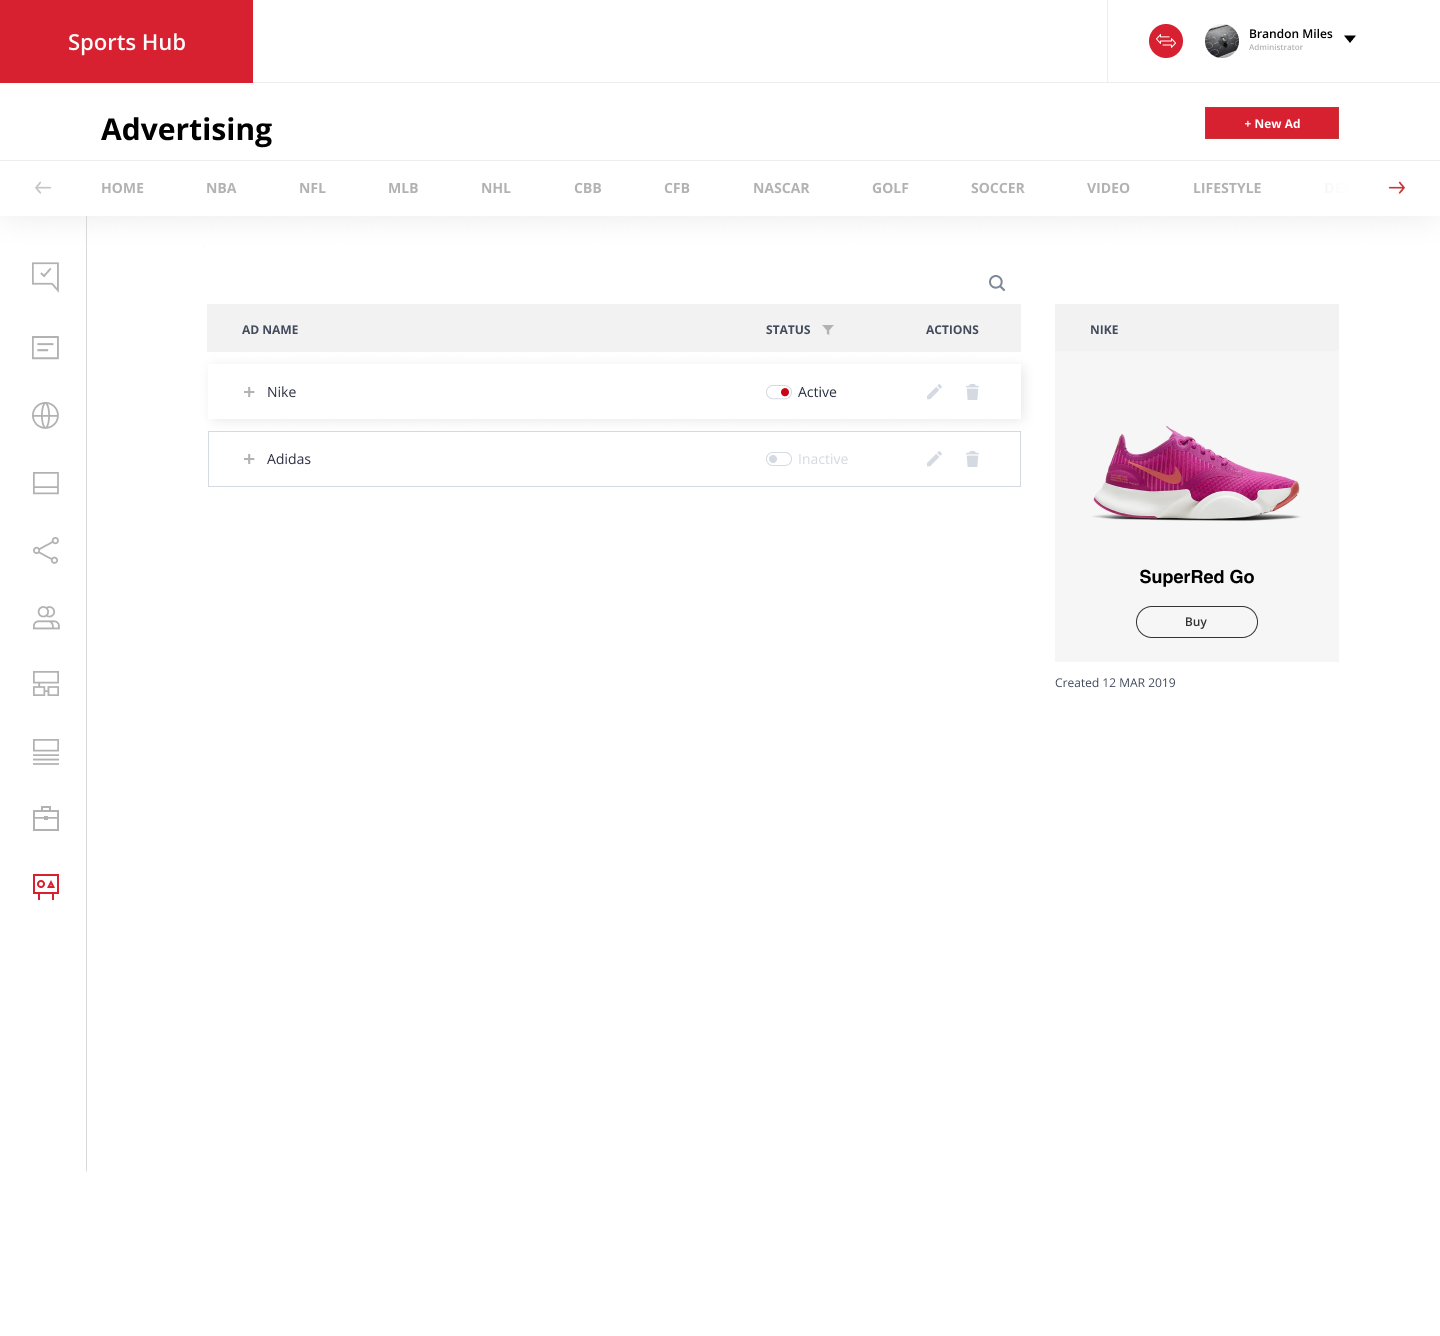 Sports Hub
Brandon Miles
Administrator
Advertising
+ New Ad
HOME NBA NFL MLB NHL CBB CFB NASCAR GOLF SOCCER VIDEO LIFESTYLE
AD NAME STATUS ACTIONS
Nike Active
Adidas Inactive
NIKE
SuperRed Go
Buy
Created 12 MAR 2019